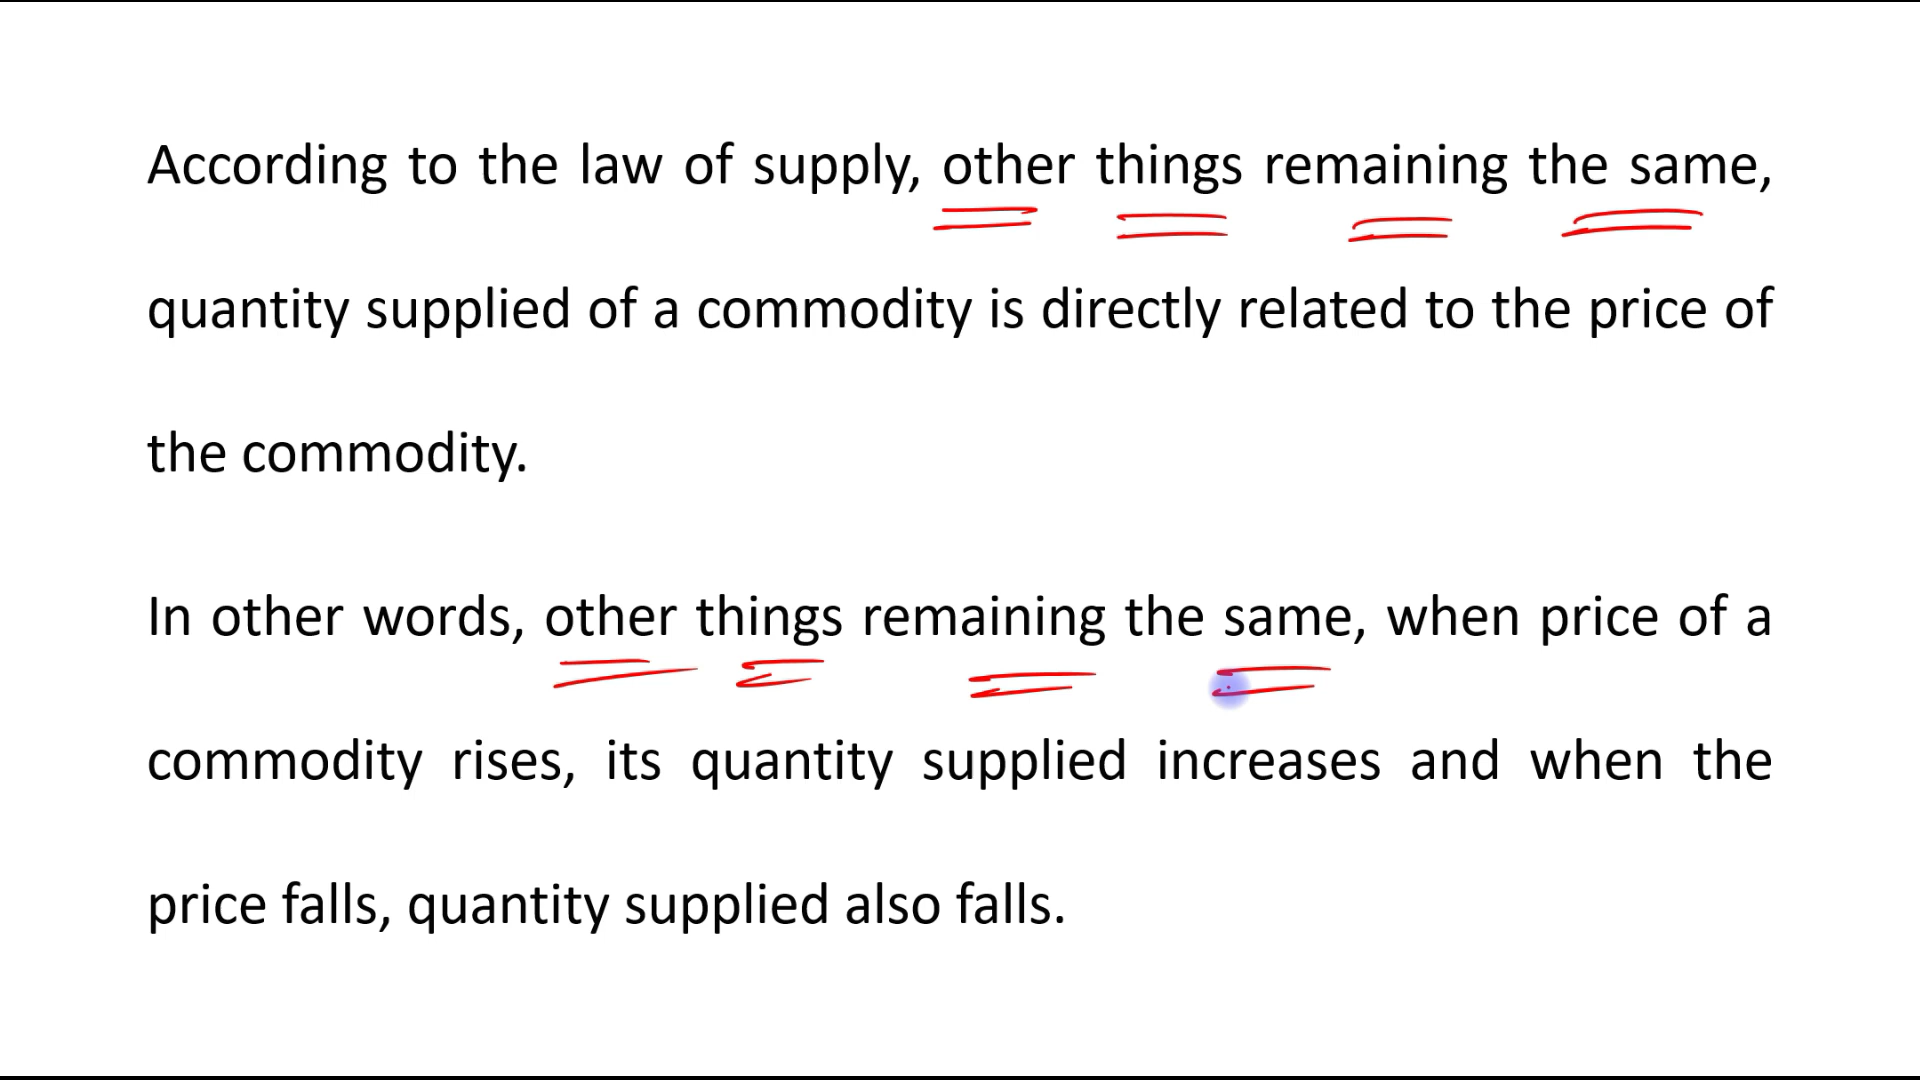 According to the law of supply, other things remaining the same,
quantity supplied of a commodity is directly related to the price of
the commodity.
In other words, other things remaining the same, when price of a
commodity rises, its quantity supplied increases and when the
price falls, quantity supplied also falls.